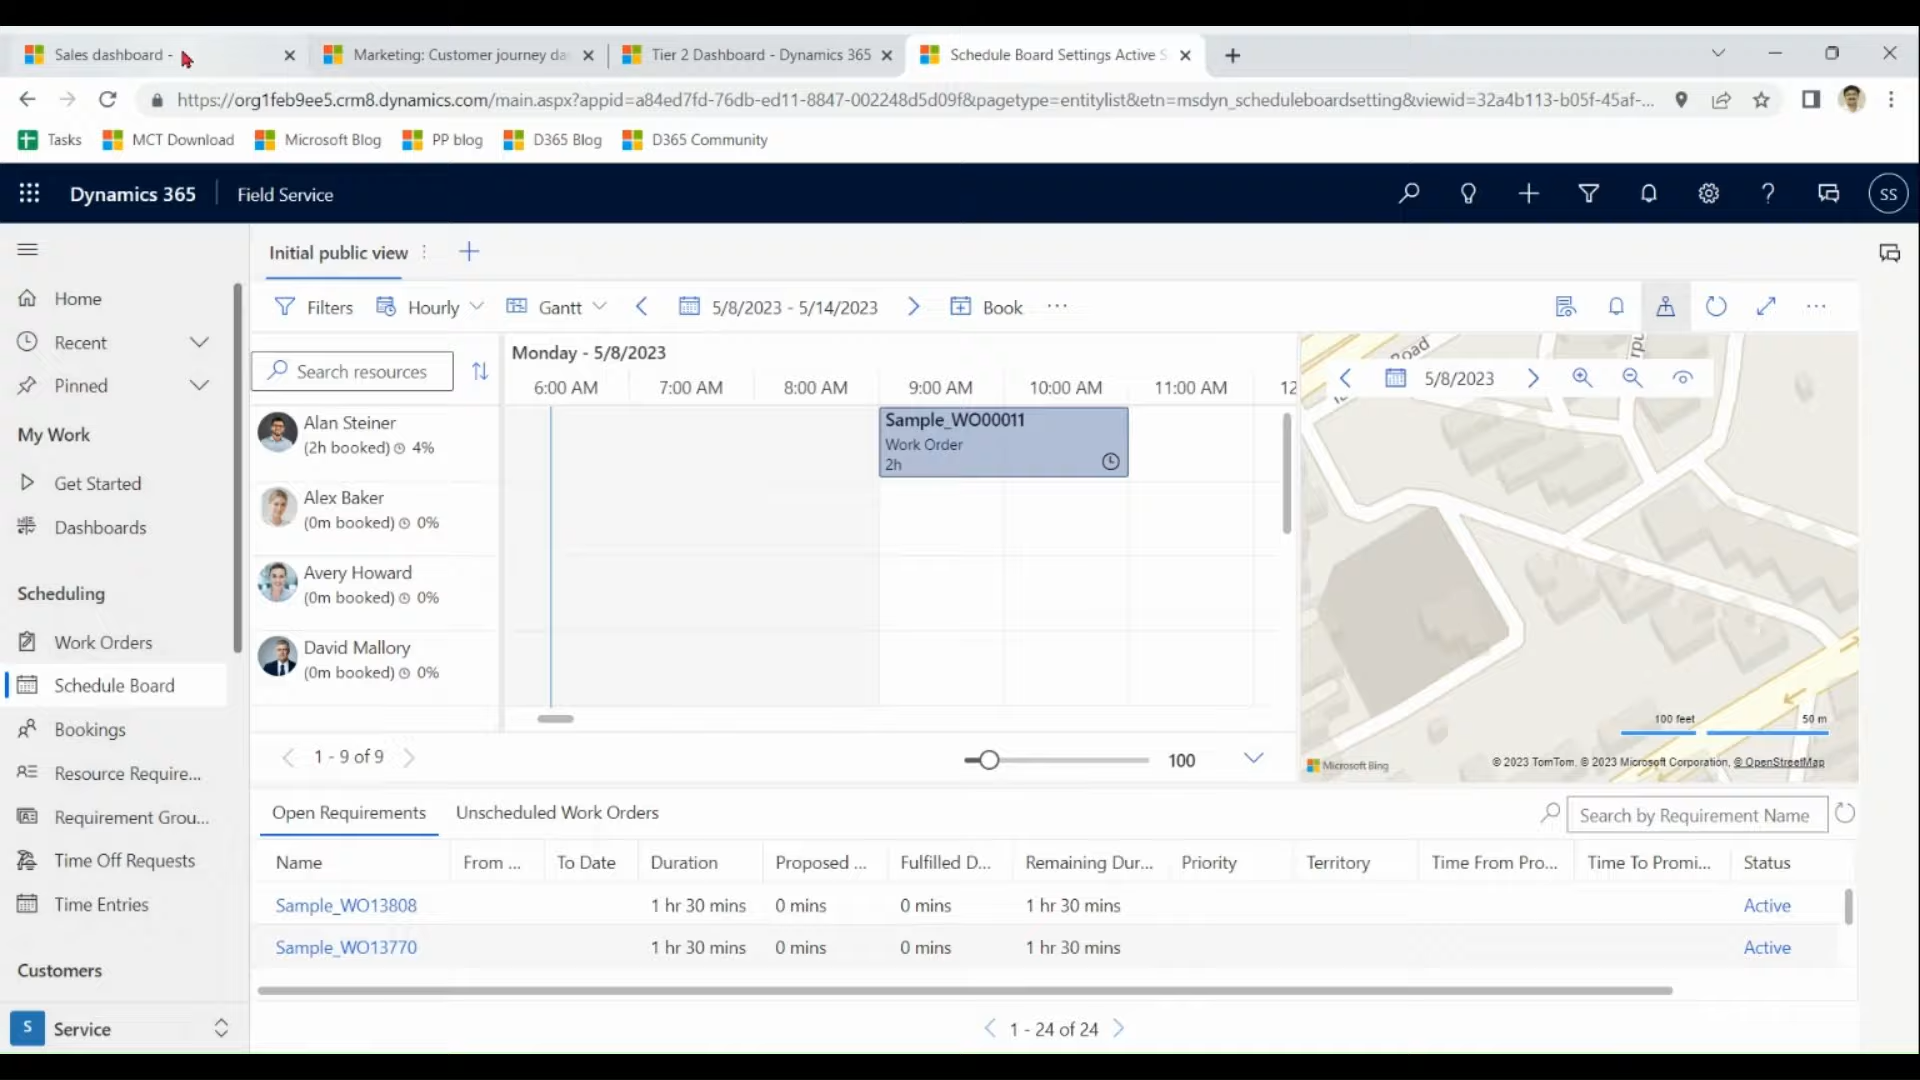 Sales dashboard -
Marketing: Customer journey da
Tier 2 Dashboard - Dynamics 365
Schedule Board Settings Active S
https://org1feb9ee5.crm8.dynamics.com/main.aspx?appid=a84ed7fd-76db-ed11-8847-002248d5d09f&pagetype=entitylist&etn=msdyn_scheduleboardsetting&viewid=32a4b113-b05f-45af-...
Tasks
MCT Download
Microsoft Blog
PP blog
D365 Blog
D365 Community
Dynamics 365
Field Service
SS
Home
Recent
Pinned
My Work
Get Started
Dashboards
Scheduling
Work Orders
Schedule Board
Bookings
Resource Require...
Requirement Grou...
Time Off Requests
Time Entries
Customers
S
Service
Initial public view
Filters
Hourly
Gantt
5/8/2023 - 5/14/2023
Book
Search resources
Monday - 5/8/2023
6:00 AM 7:00 AM 8:00 AM 9:00 AM 10:00 AM 11:00 AM 12
Alan Steiner
(2h booked) 4%
Alex Baker
(0m booked) 0%
Avery Howard
(0m booked) 0%
David Mallory
(0m booked) 0%
Sample_WO00011
Work Order
2h
1 - 9 of 9
100
Road
5/8/2023
100 feet 50 m
Microsoft Bing
© 2023 TomTom, © 2023 Microsoft Corporation, © OpenStreetMap
Open Requirements
Unscheduled Work Orders
Search by Requirement Name
Name From ... To Date Duration Proposed ... Fulfilled D... Remaining Dur... Priority Territory Time From Pro... Time To Promi... Status
Sample_WO13808 1 hr 30 mins 0 mins 0 mins 1 hr 30 mins Active
Sample_WO13770 1 hr 30 mins 0 mins 0 mins 1 hr 30 mins Active
1 - 24 of 24